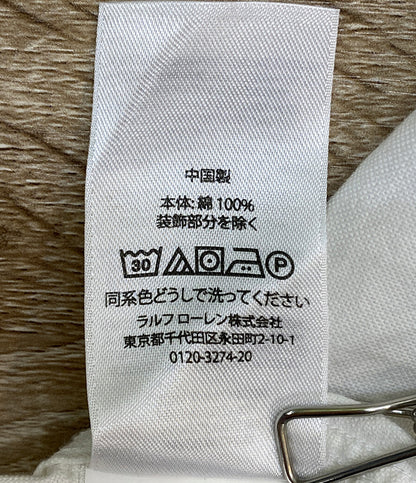 中国製
本体: 綿 100%
装飾部分を除く
30 P
同系色どうしで洗ってください
ラルフ ローレン株式会社
東京都千代田区永田町2-10-1
0120-3274-20